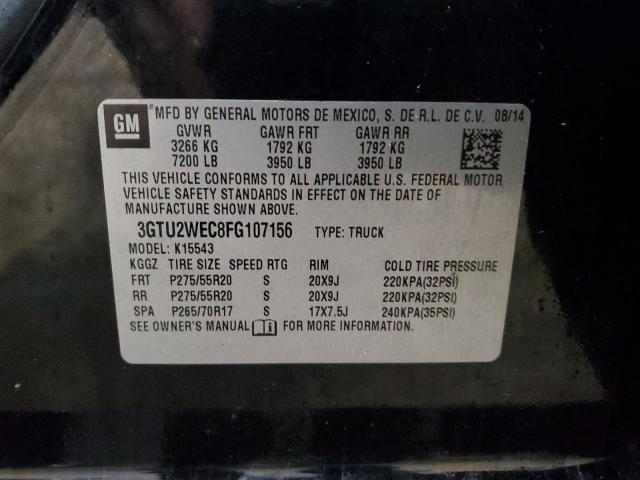 GM
*MFD BY GENERAL MOTORS DE MEXICO, S. DE R.L. DE C.V. 08/14
GVWR GAWR FRT GAWR RR
3266 KG 1792 KG 1792 KG
7200 LB 3950 LB 3950 LB
THIS VEHICLE CONFORMS TO ALL APPLICABLE U.S. FEDERAL MOTOR
VEHICLE SAFETY STANDARDS IN EFFECT ON THE DATE OF
MANUFACTURE SHOWN ABOVE.
3GTU2WEC8FG107156 TYPE: TRUCK
MODEL: K15543
KGGZ TIRE SIZE SPEED RTG RIM COLD TIRE PRESSURE
FRT P275/55R20 S 20X9J 220KPA(32PSI)
RR P275/55R20 S 20X9J 220KPA(32PSI)
SPA P265/70R17 S 17X7.5J 240KPA(35PSI)
SEE OWNER'S MANUAL FOR MORE INFORMATION.